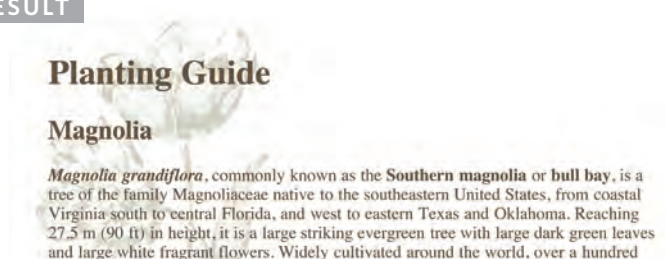 RESULT
Planting Guide
Magnolia
Magnolia grandiflora, commonly known as the Southern magnolia or bull bay, is a
tree of the family Magnoliaceae native to the southeastern United States, from coastal
Virginia south to central Florida, and west to eastern Texas and Oklahoma. Reaching
27.5 m (90 ft) in height, it is a large striking evergreen tree with large dark green leaves
and large white fragrant flowers. Widely cultivated around the world, over a hundred